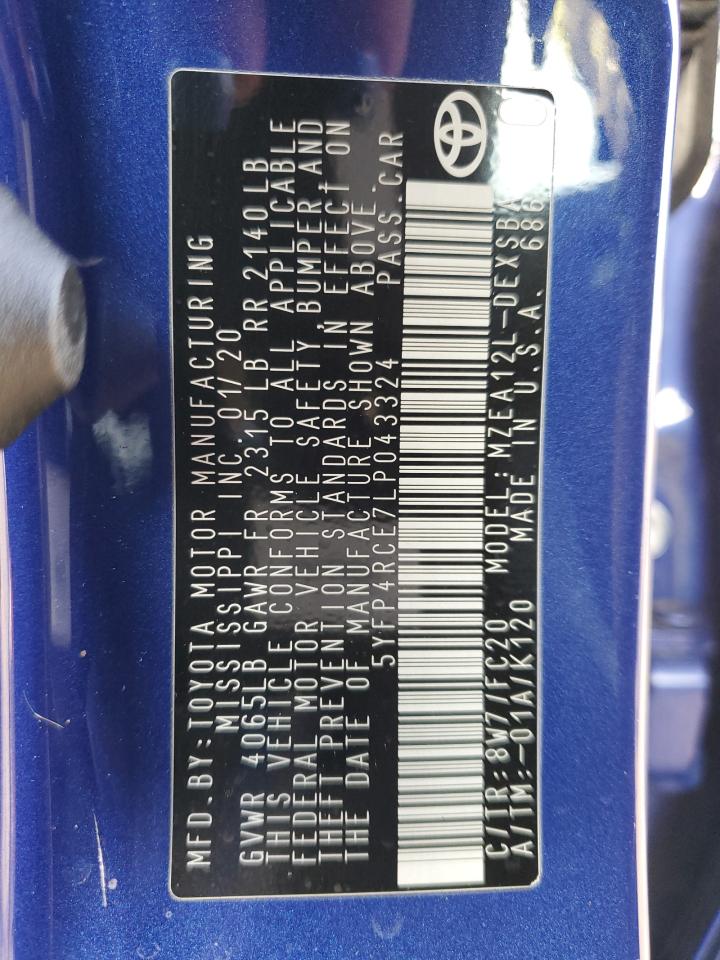 MFD.BY:TOYOTA MOTOR MANUFACTURING
MISSISSIPPI INC. 01/20
GVWR 4065LB GAWR FR 2315 LB RR 2140LB
THIS VEHICLE CONFORMS TO ALL APPLICABLE
FEDERAL MOTOR VEHICLE SAFETY, BUMPER AND
THEFT PREVENTION STANDARDS IN EFFECT ON
THE DATE OF MANUFACTURE SHOWN ABOVE.
5YFP4RCE7LP043324 PASS.CAR
C/TR:8W7/FC20 MODEL:MZEA12L-DEXSBA
A/TM:-01A/K120 MADE IN U.S.A. 686